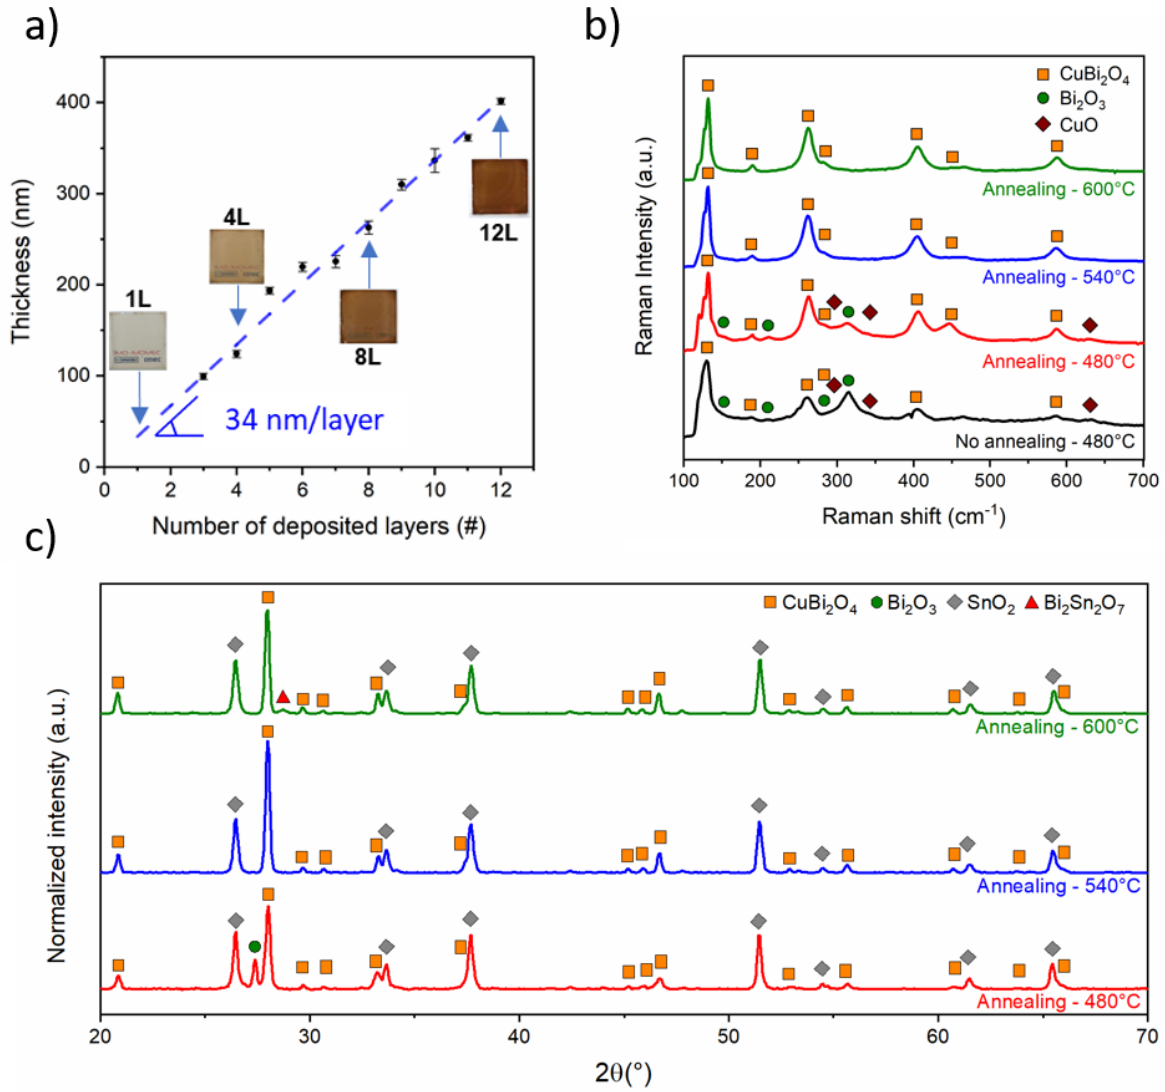 a)
Thickness (nm)
400
300
200
100
0
0 2 4 6 8 10 12
Number of deposited layers (#)
1L
4L
8L
12L
34 nm/layer
b)
Raman Intensity (a.u.)
CuBi₂O₄
Bi₂O₃
CuO
Annealing - 600°C
Annealing - 540°C
Annealing - 480°C
No annealing - 480°C
100 200 300 400 500 600 700
Raman shift (cm⁻¹)
c)
Normalized intensity (a.u.)
CuBi₂O₄ Bi₂O₃ SnO₂ Bi₂Sn₂O₇
Annealing - 600°C
Annealing - 540°C
Annealing - 480°C
20 30 40 50 60 70
2θ(°)